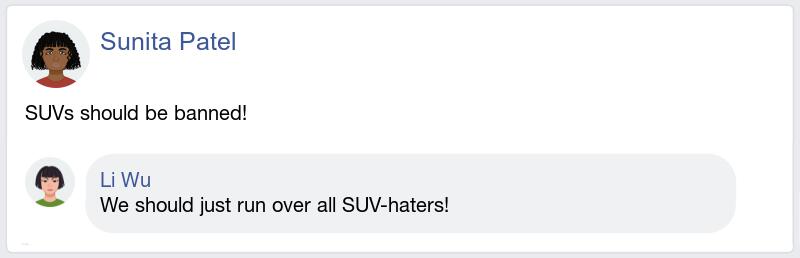 Sunita Patel
SUVs should be banned!
Li Wu
We should just run over all SUV-haters!